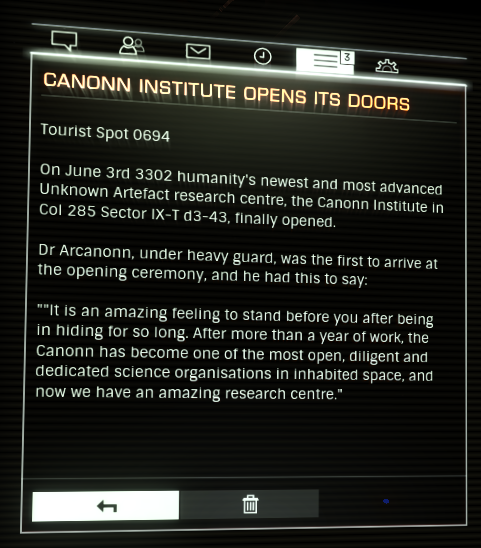 3
CANONN INSTITUTE OPENS ITS DOORS
Tourist Spot 0694
On June 3rd 3302 humanity's newest and most advanced
Unknown Artefact research centre, the Canonn Institute in
Col 285 Sector IX-T d3-43, finally opened.
Dr Arcanonn, under heavy guard, was the first to arrive at
the opening ceremony, and he had this to say:
""It is an amazing feeling to stand before you after being
in hiding for so long. After more than a year of work, the
Canonn has become one of the most open, diligent and
dedicated science organisations in inhabited space, and
now we have an amazing research centre."